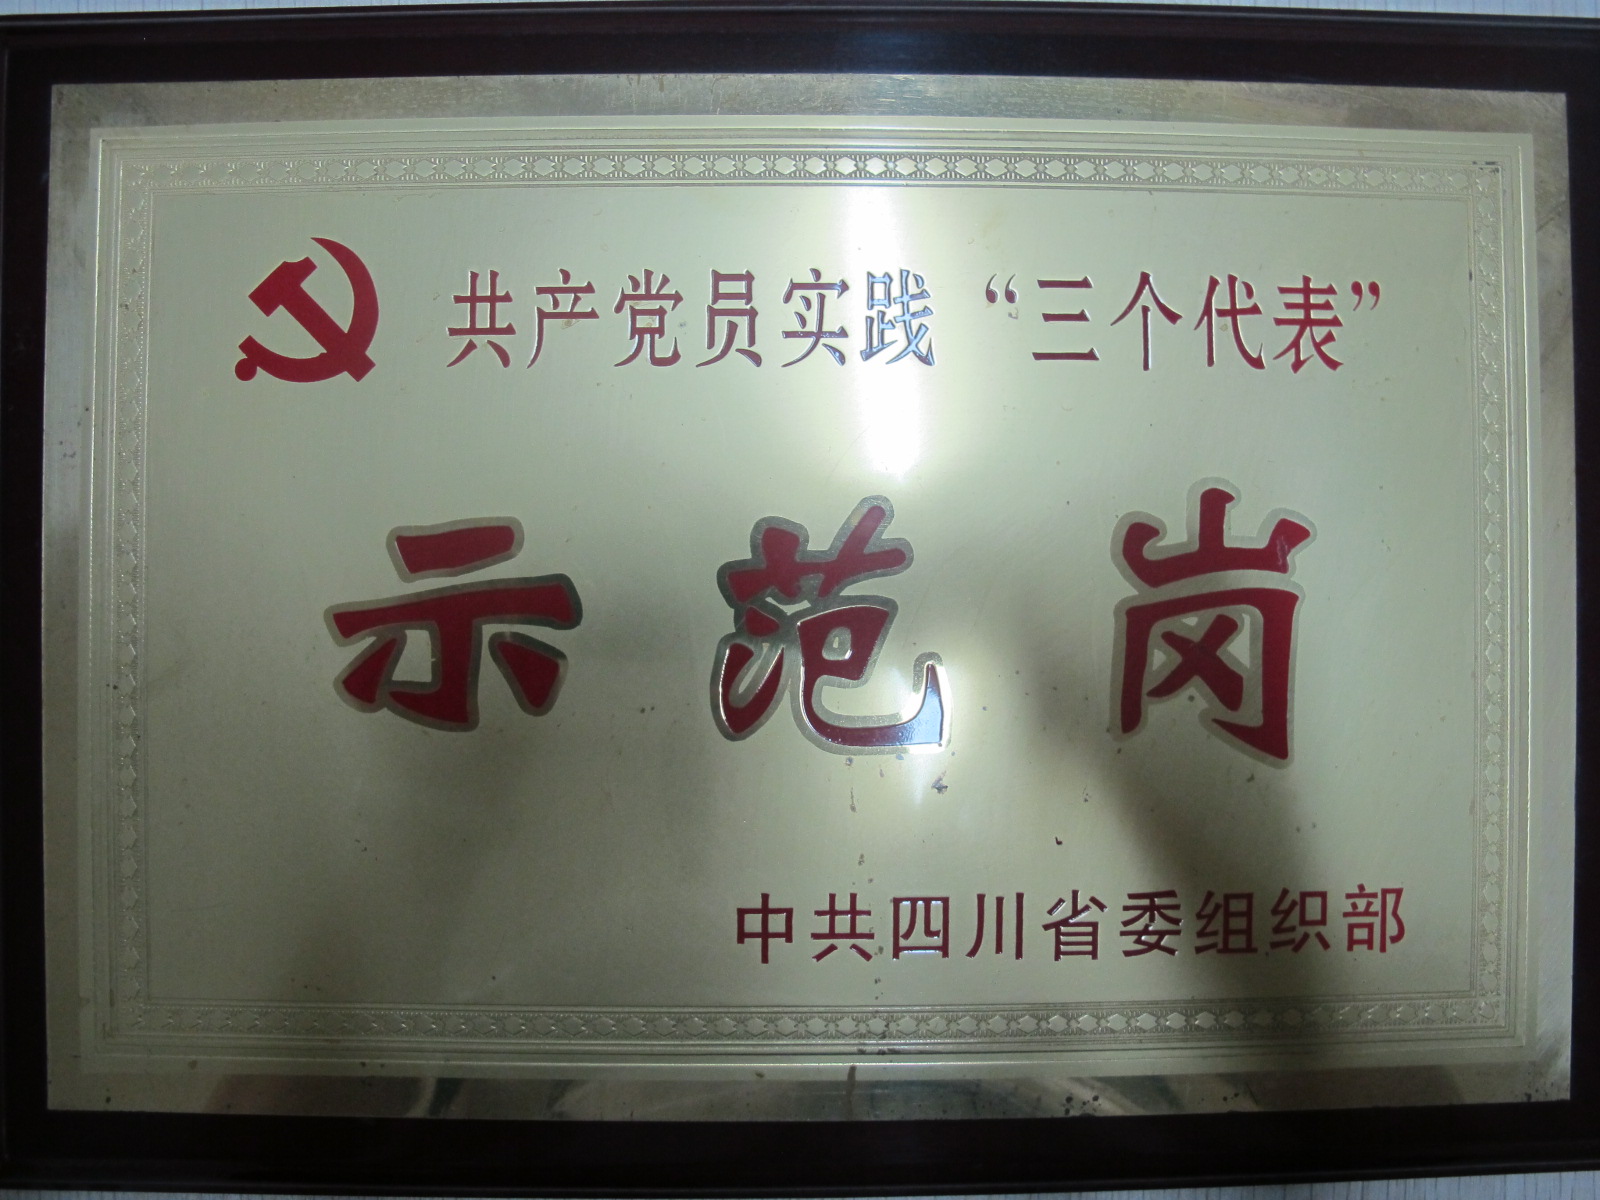 共产党员实践“三个代表”
示范岗
中共四川省委组织部